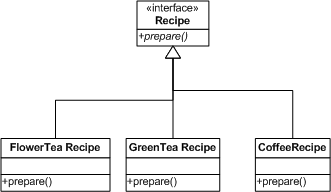 «interface»
Recipe
+prepare()
FlowerTea Recipe
+prepare()
GreenTea Recipe
+prepare()
CoffeeRecipe
+prepare()